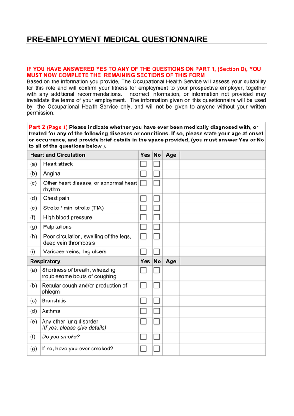 PRE-EMPLOYMENT MEDICAL QUESTIONNAIRE
IF YOU HAVE ANSWERED YES TO ANY OF THE QUESTIONS ON PART 1, (Section D), YOU
MUST NOW COMPLETE THE REMAINING SECTIONS OF THIS FORM
Based on the information you provide, The Occupational Health Service will assess your suitability
for this role and will confirm your fitness for employment to your prospective employer, together
with any additional recommendations. Incorrect information, or information not provided may
invalidate the terms of your employment. The information given on this questionnaire will be used
by the Occupational Health Service only, and will not be given to anyone without your written
permission.
Part 2 (Page 1) Please indicate whether you have ever been medically diagnosed with, or
treated for any of the following diseases or conditions. If so, please state your age at onset
or occurrence, and provide brief details in the space provided. (you must answer Yes or No
to all of the questions below).
Heart and Circulation Yes No Age
(a) Heart attack
(b) Angina
(c) Other heart disease or abnormal heart
rhythm
(d) Chest pain
(e) Stroke / mini stroke (TIA)
(f) High blood pressure
(g) Palpitations
(h) Poor circulation, swelling of the legs,
deep vein thrombosis
(i) Varicose veins, leg ulcers
Respiratory Yes No Age
(a) Shortness of breath, wheezing
troublesome bouts of coughing
(b) Regular cough and/or production of
phlegm
(c) Bronchitis
(d) Asthma
(e) Any other lung disorder
(if yes, please give details)
(f) Do you smoke?
(g) If no, have you ever smoked?